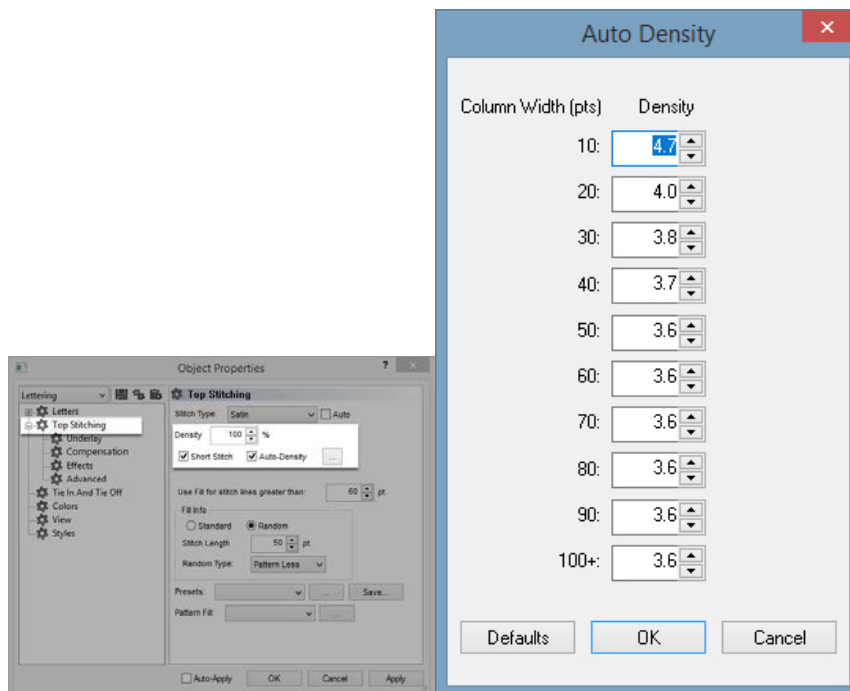 Auto Density
Column Width (pts) Density
10: 4.7
20: 4.0
30: 3.8
40: 3.7
50: 3.6
60: 3.6
70: 3.6
80: 3.6
90: 3.6
100+: 3.6
Defaults OK Cancel
Object Properties ?
Lettering
Letters
Top Stitching
Underlay
Compensation
Effects
Advanced
Tie In And Tie Off
Colors
View
Styles
Top Stitching
Stitch Type: Satin Auto
Density 100 %
Short Stitch Auto-Density ...
Use Fill for stitch lines greater than: 60 pt.
Fill Info
Standard Random
Stitch Length 50 pt.
Random Type: Pattern Less
Presets: ... Save...
Pattern Fill: ...
Auto-Apply OK Cancel Apply